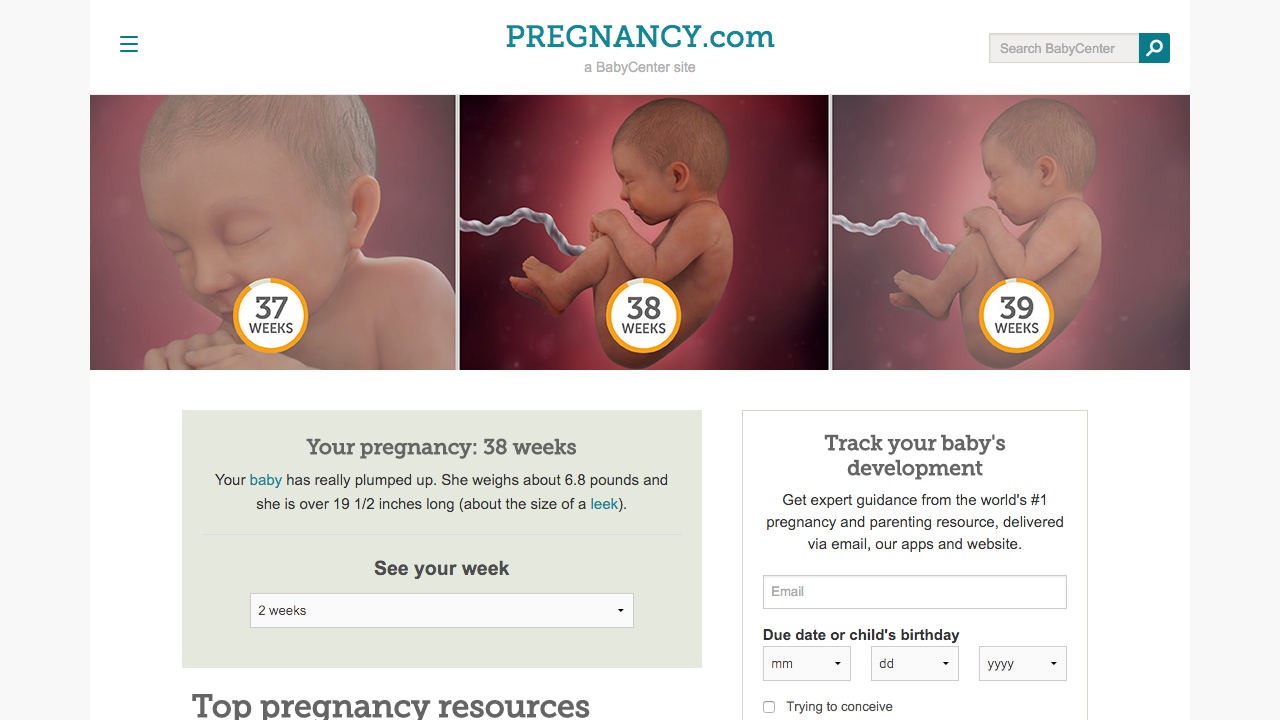 PREGNANCY.com
a BabyCenter site
Search BabyCenter
37
WEEKS
38
WEEKS
39
WEEKS
Your pregnancy: 38 weeks
Your baby has really plumped up. She weighs about 6.8 pounds and
she is over 19 1/2 inches long (about the size of a leek).
See your week
2 weeks
Top pregnancy resources
Track your baby's
development
Get expert guidance from the world's #1
pregnancy and parenting resource, delivered
via email, our apps and website.
Email
Due date or child's birthday
mm dd yyyy
Trying to conceive